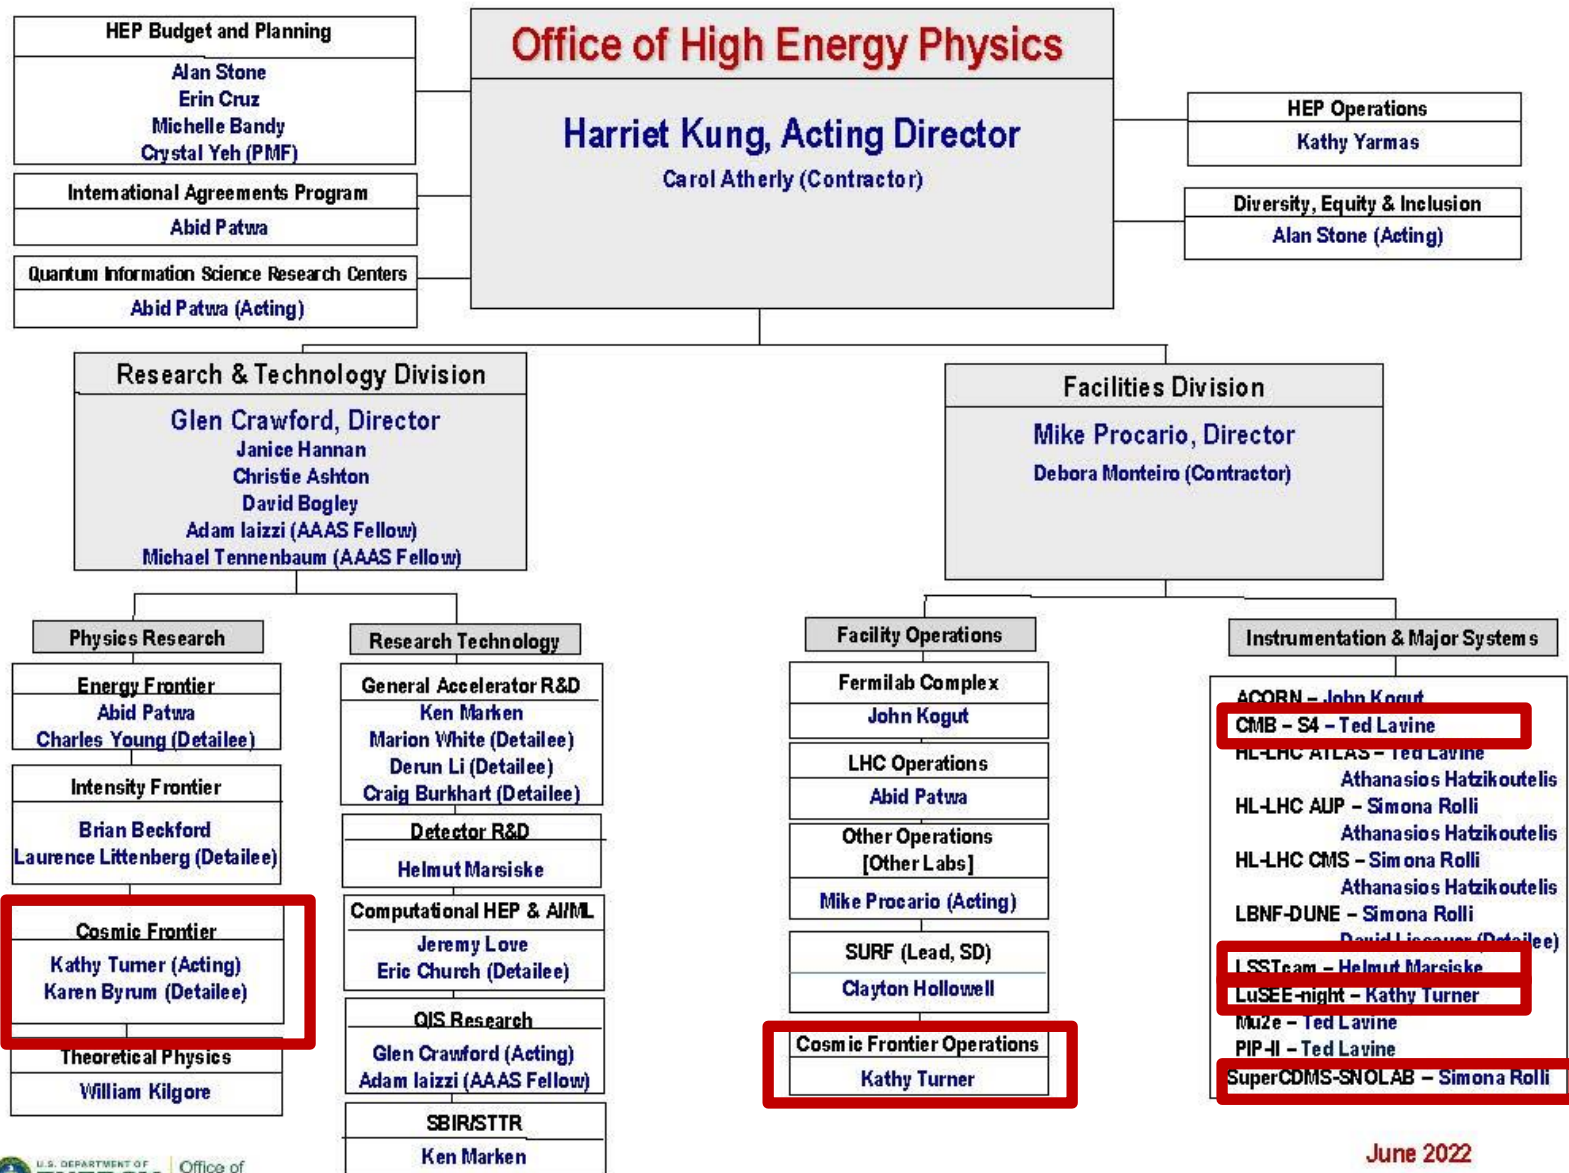 HEP Budget and Planning
Alan Stone
Erin Cruz
Michelle Bandy
Crystal Yeh (PMF)
International Agreements Program
Abid Patwa
Quantum Information Science Research Centers
Abid Patwa (Acting)
Office of High Energy Physics
Harriet Kung, Acting Director
Carol Atherly (Contractor)
HEP Operations
Kathy Yarmas
Diversity, Equity & Inclusion
Alan Stone (Acting)
Research & Technology Division
Glen Crawford, Director
Janice Hannan
Christie Ashton
David Bogley
Adam Iaizzi (AAAS Fellow)
Michael Tennenbaum (AAAS Fellow)
Facilities Division
Mike Procario, Director
Debora Monteiro (Contractor)
Physics Research
Energy Frontier
Abid Patwa
Charles Young (Detailee)
Intensity Frontier
Brian Beckford
Laurence Littenberg (Detailee)
Cosmic Frontier
Kathy Turner (Acting)
Karen Byrum (Detailee)
Theoretical Physics
William Kilgore
Research Technology
General Accelerator R&D
Ken Marken
Marion White (Detailee)
Derun Li (Detailee)
Craig Burkhart (Detailee)
Detector R&D
Helmut Marsiske
Computational HEP & AI/ML
Jeremy Love
Eric Church (Detailee)
QIS Research
Glen Crawford (Acting)
Adam Iaizzi (AAAS Fellow)
SBIR/STTR
Ken Marken
Facility Operations
Fermilab Complex
John Kogut
LHC Operations
Abid Patwa
Other Operations
[Other Labs]
Mike Procario (Acting)
SURF (Lead, SD)
Clayton Hollowell
Cosmic Frontier Operations
Kathy Turner
Instrumentation & Major Systems
ACORN – John Kogut
CMB – S4 – Ted Lavine
HL-LHC ATLAS – Ted Lavine
Athanasios Hatzikoutelis
HL-LHC AUP – Simona Rolli
Athanasios Hatzikoutelis
HL-LHC CMS – Simona Rolli
Athanasios Hatzikoutelis
LBNF-DUNE – Simona Rolli
David Lissauer (Detailee)
LSSTcam – Helmut Marsiske
LuSEE-night – Kathy Turner
Mu2e – Ted Lavine
PIP-II – Ted Lavine
SuperCDMS-SNOLAB – Simona Rolli
U.S. DEPARTMENT OF
Office of
June 2022